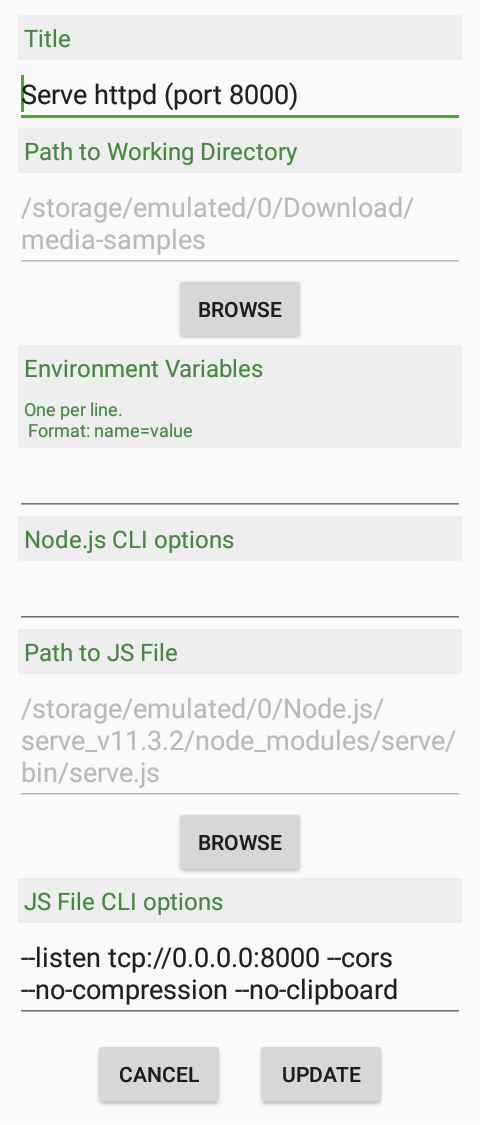 Title
Serve httpd (port 8000)
Path to Working Directory
/storage/emulated/0/Download/
media-samples
BROWSE
Environment Variables
One per line.
Format: name=value
Node.js CLI options
Path to JS File
/storage/emulated/0/Node.js/
serve_v11.3.2/node_modules/serve/
bin/serve.js
BROWSE
JS File CLI options
--listen tcp://0.0.0.0:8000 --cors
--no-compression --no-clipboard
CANCEL UPDATE